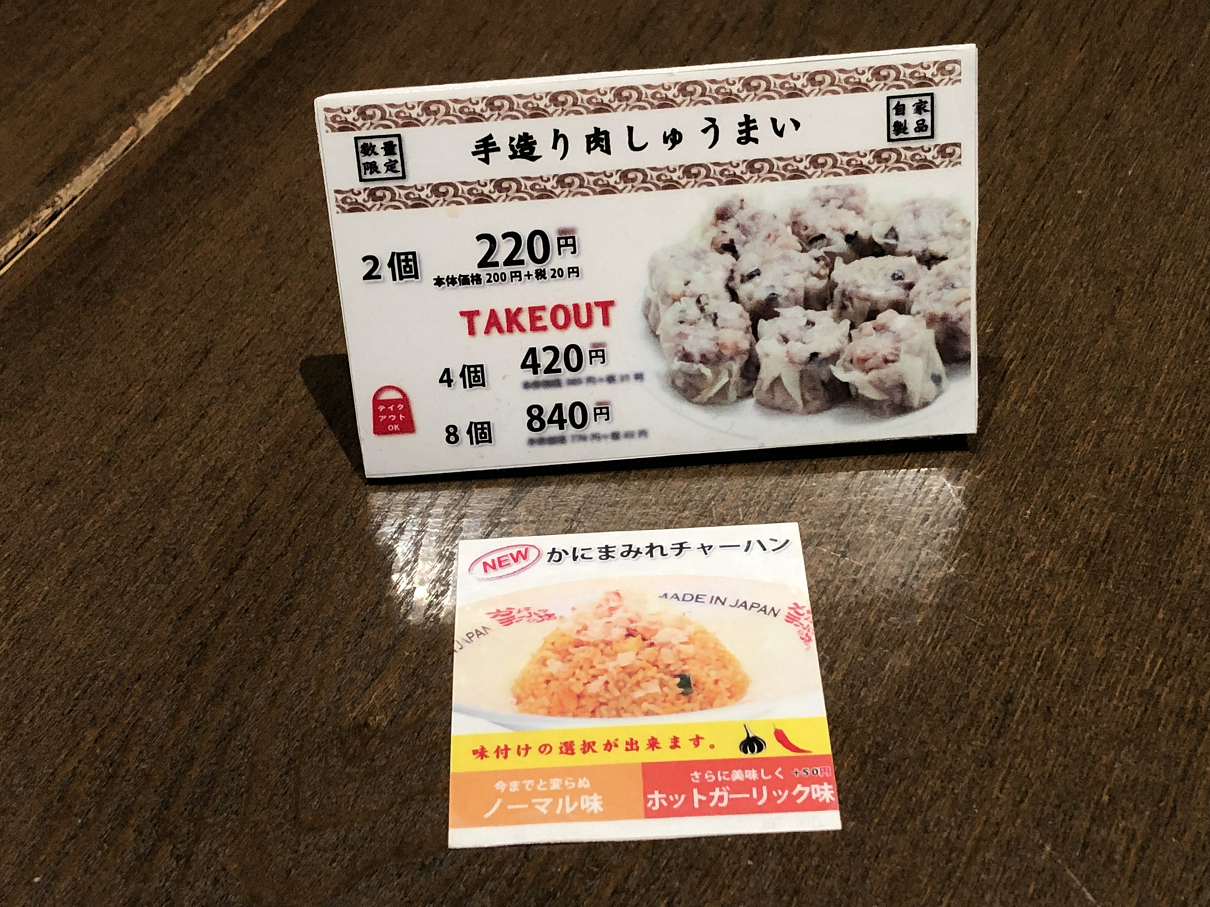 数量限定
手造り肉しゅうまい
自家製品
2個 220円
本体価格200円+税20円
TAKEOUT
4個 420円
8個 840円
テイクアウトOK
NEW かにまみれチャーハン
MADE IN JAPAN
JAPAN
味付けの選択が出来ます。
今までと変らぬ
ノーマル味
さらに美味しく +50円
ホットガーリック味